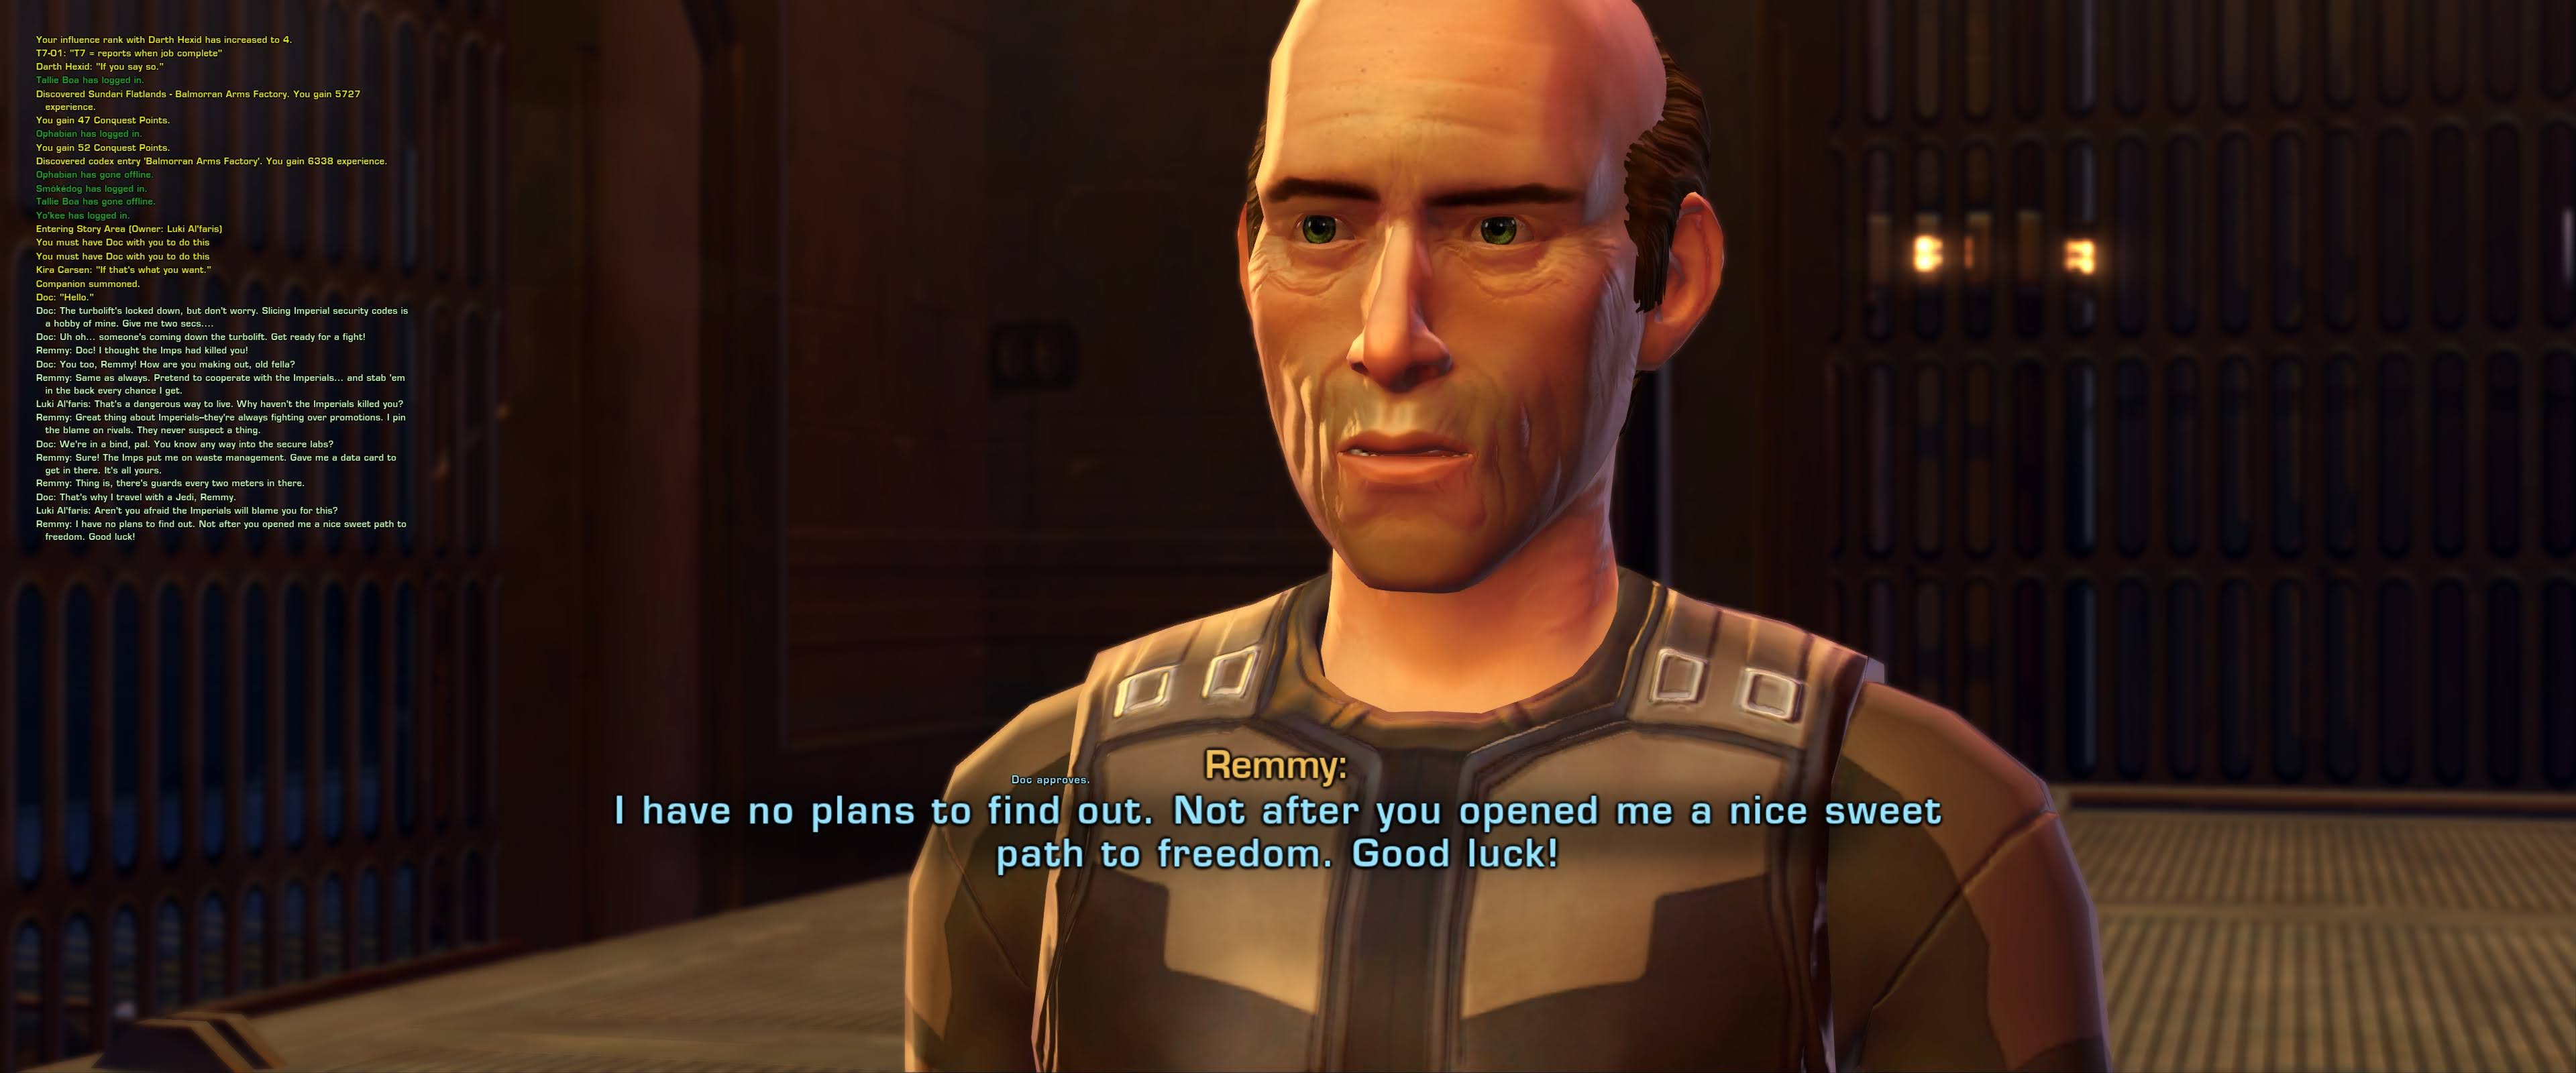 Your influence rank with Darth Hexid has increased to 4.
T7-01: "T7 = reports when job complete"
Darth Hexid: "If you say so."
Tallie Boa has logged in.
Discovered Sundari Flatlands - Balmorran Arms Factory. You gain 5727
experience.
You gain 47 Conquest Points.
Ophabian has logged in.
You gain 52 Conquest Points.
Discovered codex entry 'Balmorran Arms Factory'. You gain 6338 experience.
Ophabian has gone offline.
Smökèdog has logged in.
Tallie Boa has gone offline.
Yo'kee has logged in.
Entering Story Area (Owner: Luki Al'faris)
You must have Doc with you to do this
You must have Doc with you to do this
Kira Carsen: "If that's what you want."
Companion summoned.
Doc: "Hello."
Doc: The turbolift's locked down, but don't worry. Slicing Imperial security codes is
a hobby of mine. Give me two secs....
Doc: Uh oh... someone's coming down the turbolift. Get ready for a fight!
Remmy: Doc! I thought the Imps had killed you!
Doc: You too, Remmy! How are you making out, old fella?
Remmy: Same as always. Pretend to cooperate with the Imperials... and stab 'em
in the back every chance I get.
Luki Al'faris: That's a dangerous way to live. Why haven't the Imperials killed you?
Remmy: Great thing about Imperials–they're always fighting over promotions. I pin
the blame on rivals. They never suspect a thing.
Doc: We're in a bind, pal. You know any way into the secure labs?
Remmy: Sure! The Imps put me on waste management. Gave me a data card to
get in there. It's all yours.
Remmy: Thing is, there's guards every two meters in there.
Doc: That's why I travel with a Jedi, Remmy.
Luki Al'faris: Aren't you afraid the Imperials will blame you for this?
Remmy: I have no plans to find out. Not after you opened me a nice sweet path to
freedom. Good luck!
Remmy:
Doc approves.
I have no plans to find out. Not after you opened me a nice sweet
path to freedom. Good luck!